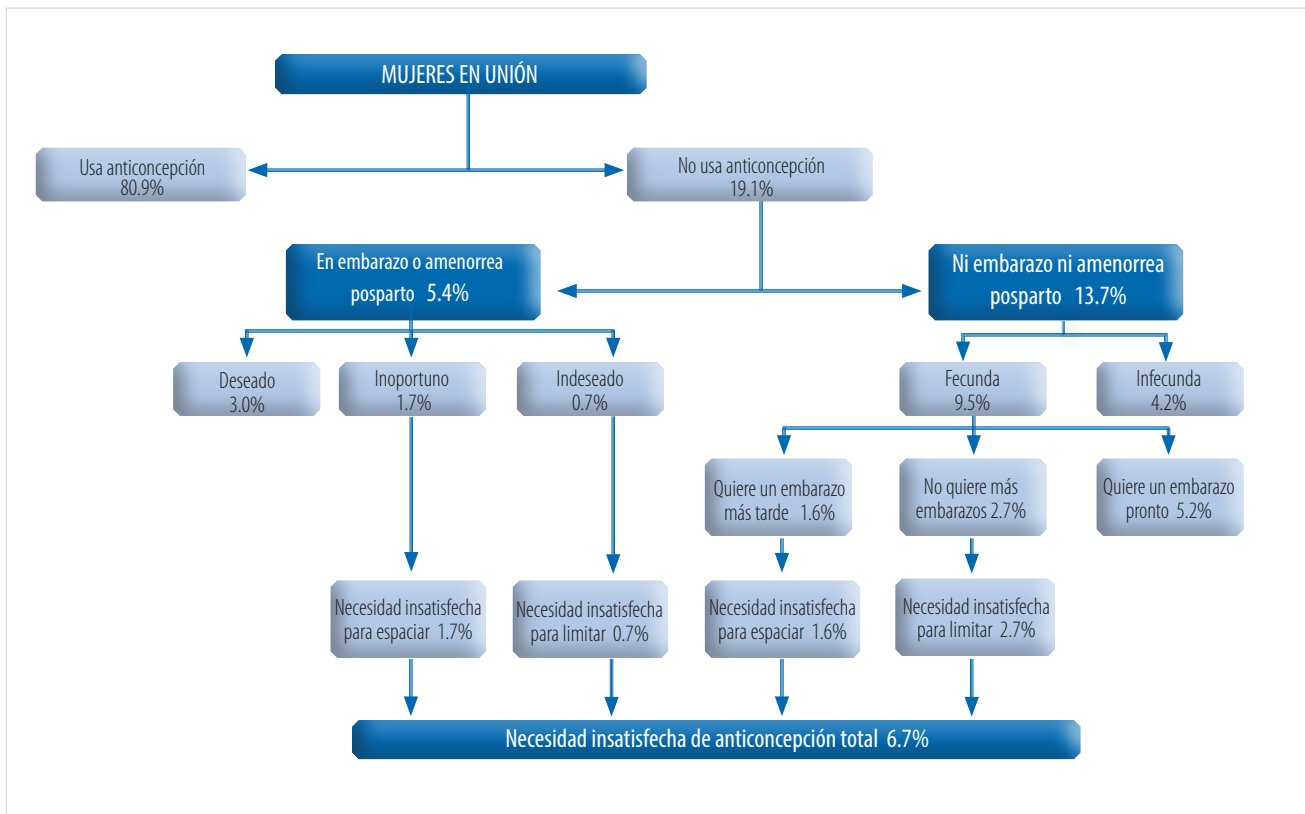 MUJERES EN UNIÓN
Usa anticoncepción
80.9%
No usa anticoncepción
19.1%
En embarazo o amenorrea
posparto 5.4%
Ni embarazo ni amenorrea
posparto 13.7%
Deseado
3.0%
Inoportuno
1.7%
Indeseado
0.7%
Fecunda
9.5%
Infecunda
4.2%
Quiere un embarazo
más tarde 1.6%
No quiere más
embarazos 2.7%
Quiere un embarazo
pronto 5.2%
Necesidad insatisfecha
para espaciar 1.7%
Necesidad insatisfecha
para limitar 0.7%
Necesidad insatisfecha
para espaciar 1.6%
Necesidad insatisfecha
para limitar 2.7%
Necesidad insatisfecha de anticoncepción total 6.7%